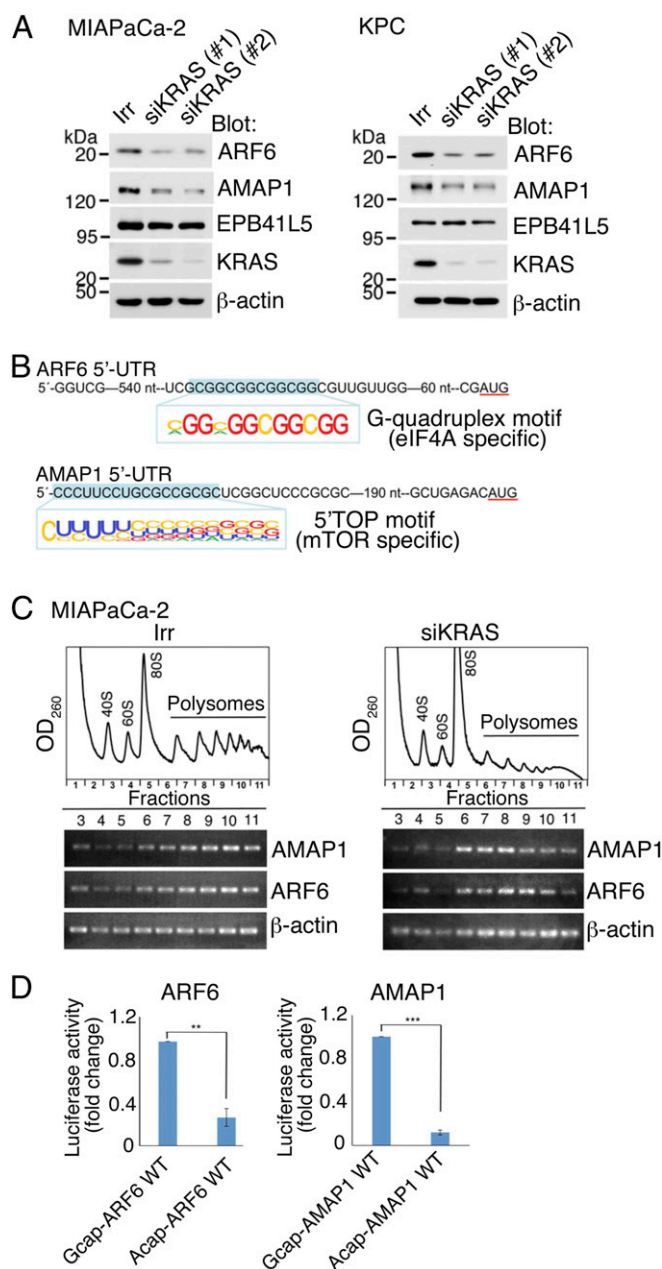 A MIAPaCa-2 KPC
Irr siKRAS (#1) siKRAS (#2) Irr siKRAS (#1) siKRAS (#2)
kDa Blot: kDa Blot:
20 ARF6 20 ARF6
AMAP1 AMAP1
120 120
EPB41L5 EPB41L5
95 95
KRAS KRAS
20 20
50 50
β-actin β-actin
B
ARF6 5’-UTR
5´-GGUCG—540 nt--UCGCGGCGGCGGCGGCGUUGUUGG—60 nt--CGAUG
GGCGGCGGCGG G-quadruplex motif
(eIF4A specific)
AMAP1 5’-UTR
5´-CCCUUCCUGCGCCGCGCUCGGCUCCCGCGC—190 nt-GCUGAGACAUG
CUUUUU 5’TOP motif
(mTOR specific)
C MIAPaCa-2
Irr siKRAS
OD260 40S 60S 80S Polysomes OD260 40S 60S 80S Polysomes
1 2 3 4 5 6 7 8 9 10 11 1 2 3 4 5 6 7 8 9 10 11
Fractions Fractions
3 4 5 6 7 8 9 10 11 3 4 5 6 7 8 9 10 11
AMAP1 AMAP1
ARF6 ARF6
β-actin β-actin
D
ARF6 AMAP1
Luciferase activity (fold change) Luciferase activity (fold change)
1.2 ** 1.2 ***
0.8 0.8
0.4 0.4
0 0
Gcap-ARF6 WT Acap-ARF6 WT Gcap-AMAP1 WT Acap-AMAP1 WT